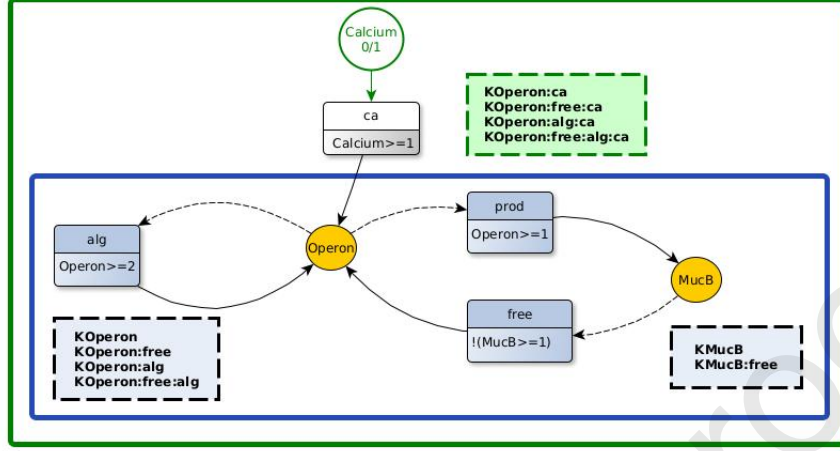 Calcium
0/1
ca
Calcium>=1
KOperon:ca
KOperon:free:ca
KOperon:alg:ca
KOperon:free:alg:ca
alg
Operon>=2
Operon
prod
Operon>=1
MucB
free
!(MucB>=1)
KOperon
KOperon:free
KOperon:alg
KOperon:free:alg
KMucB
KMucB:free